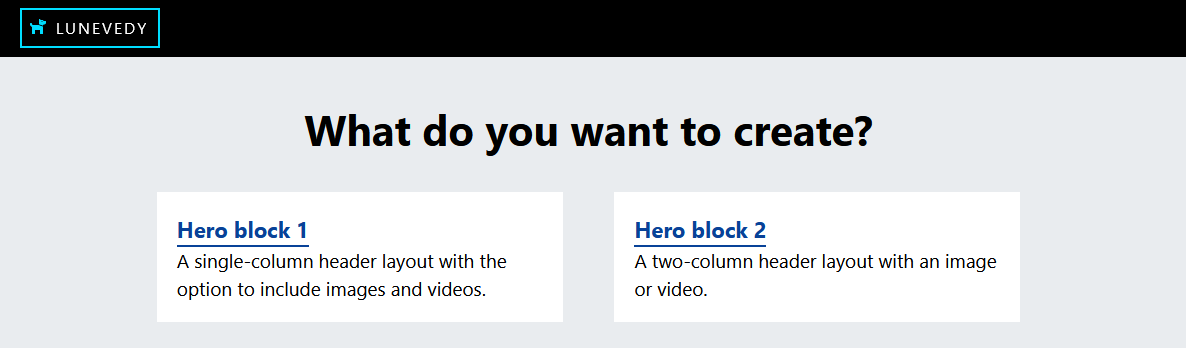 LUNEVEDY
What do you want to create?
Hero block 1
A single-column header layout with the
option to include images and videos.
Hero block 2
A two-column header layout with an image
or video.